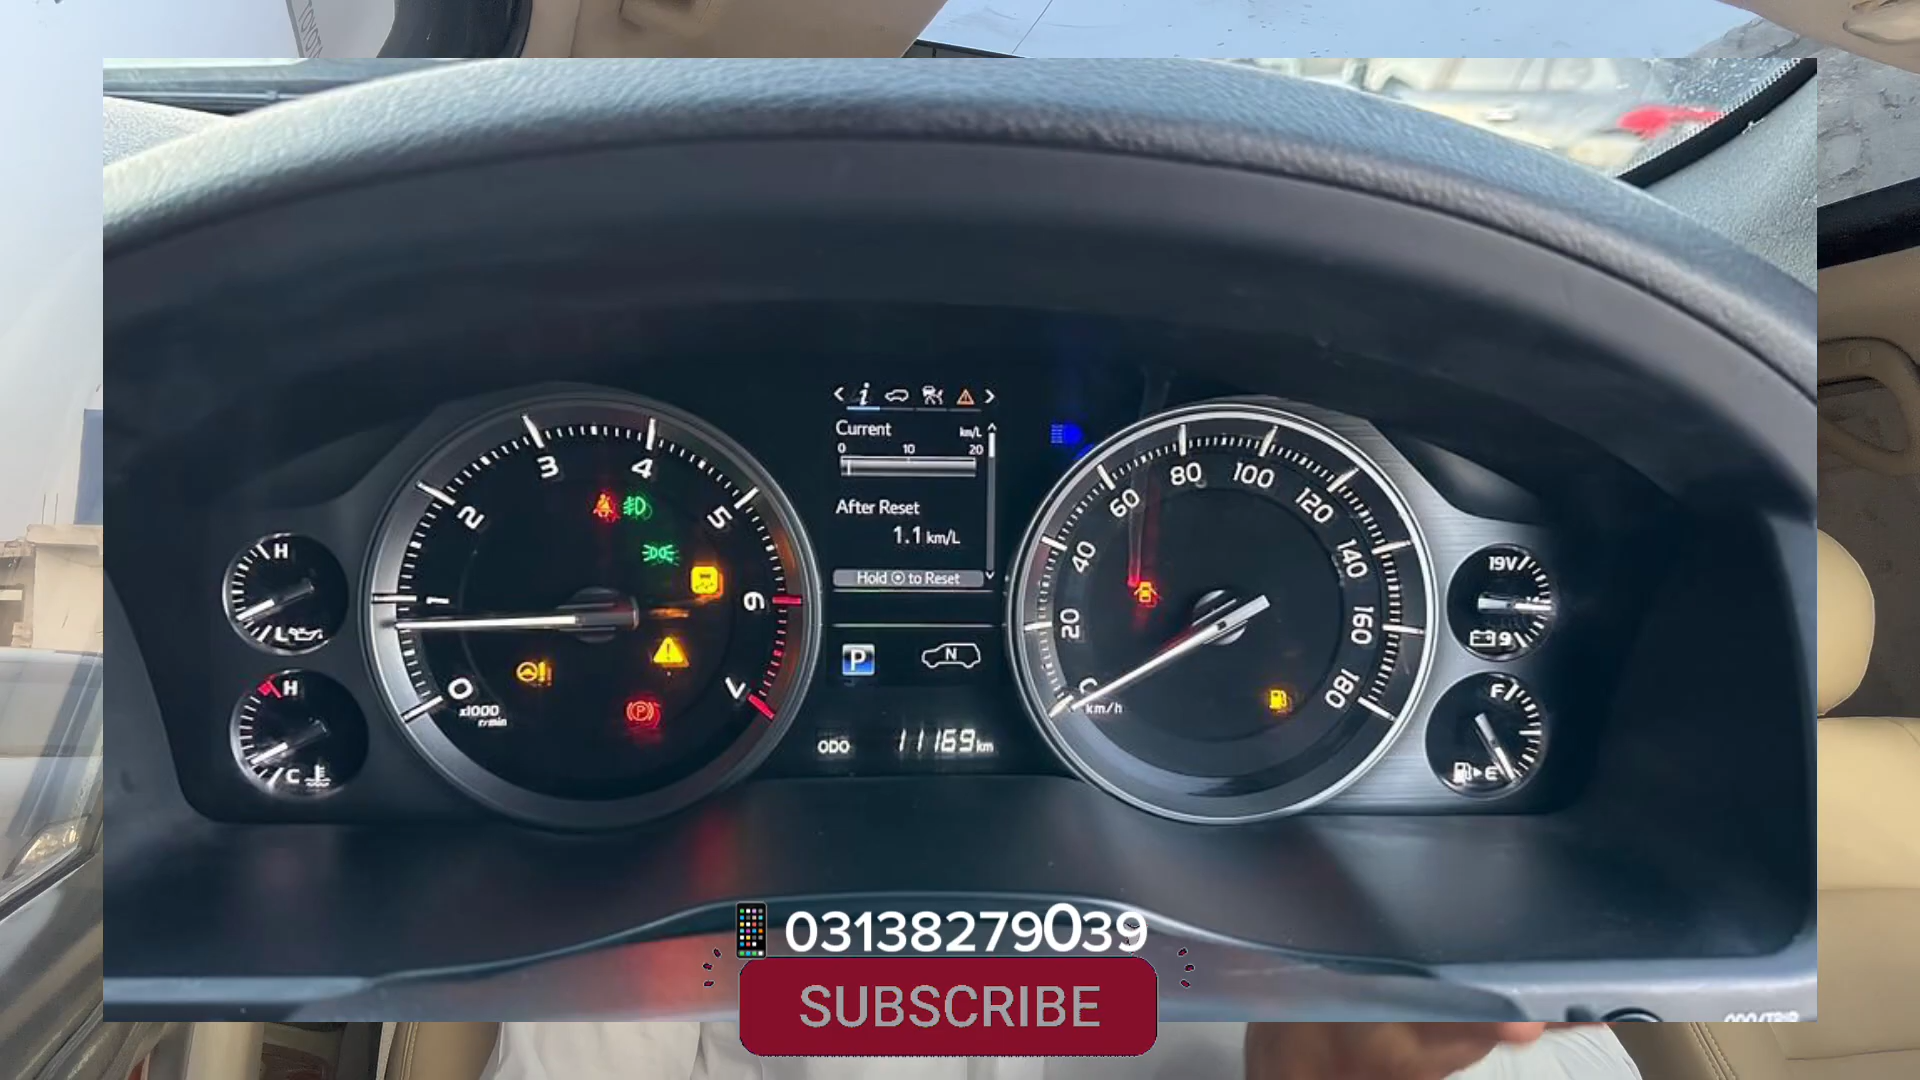 TOYOTA
Current km/L
0 10 20
After Reset
1.1 km/L
Hold to Reset
P N
ODO 11169 km
0 1 2 3 4 5 6 7
x1000
r/min
0 20 40 60 80 100 120 140 160 180
km/h
H
L
H
C
19V
9
F
E
03138279039
SUBSCRIBE